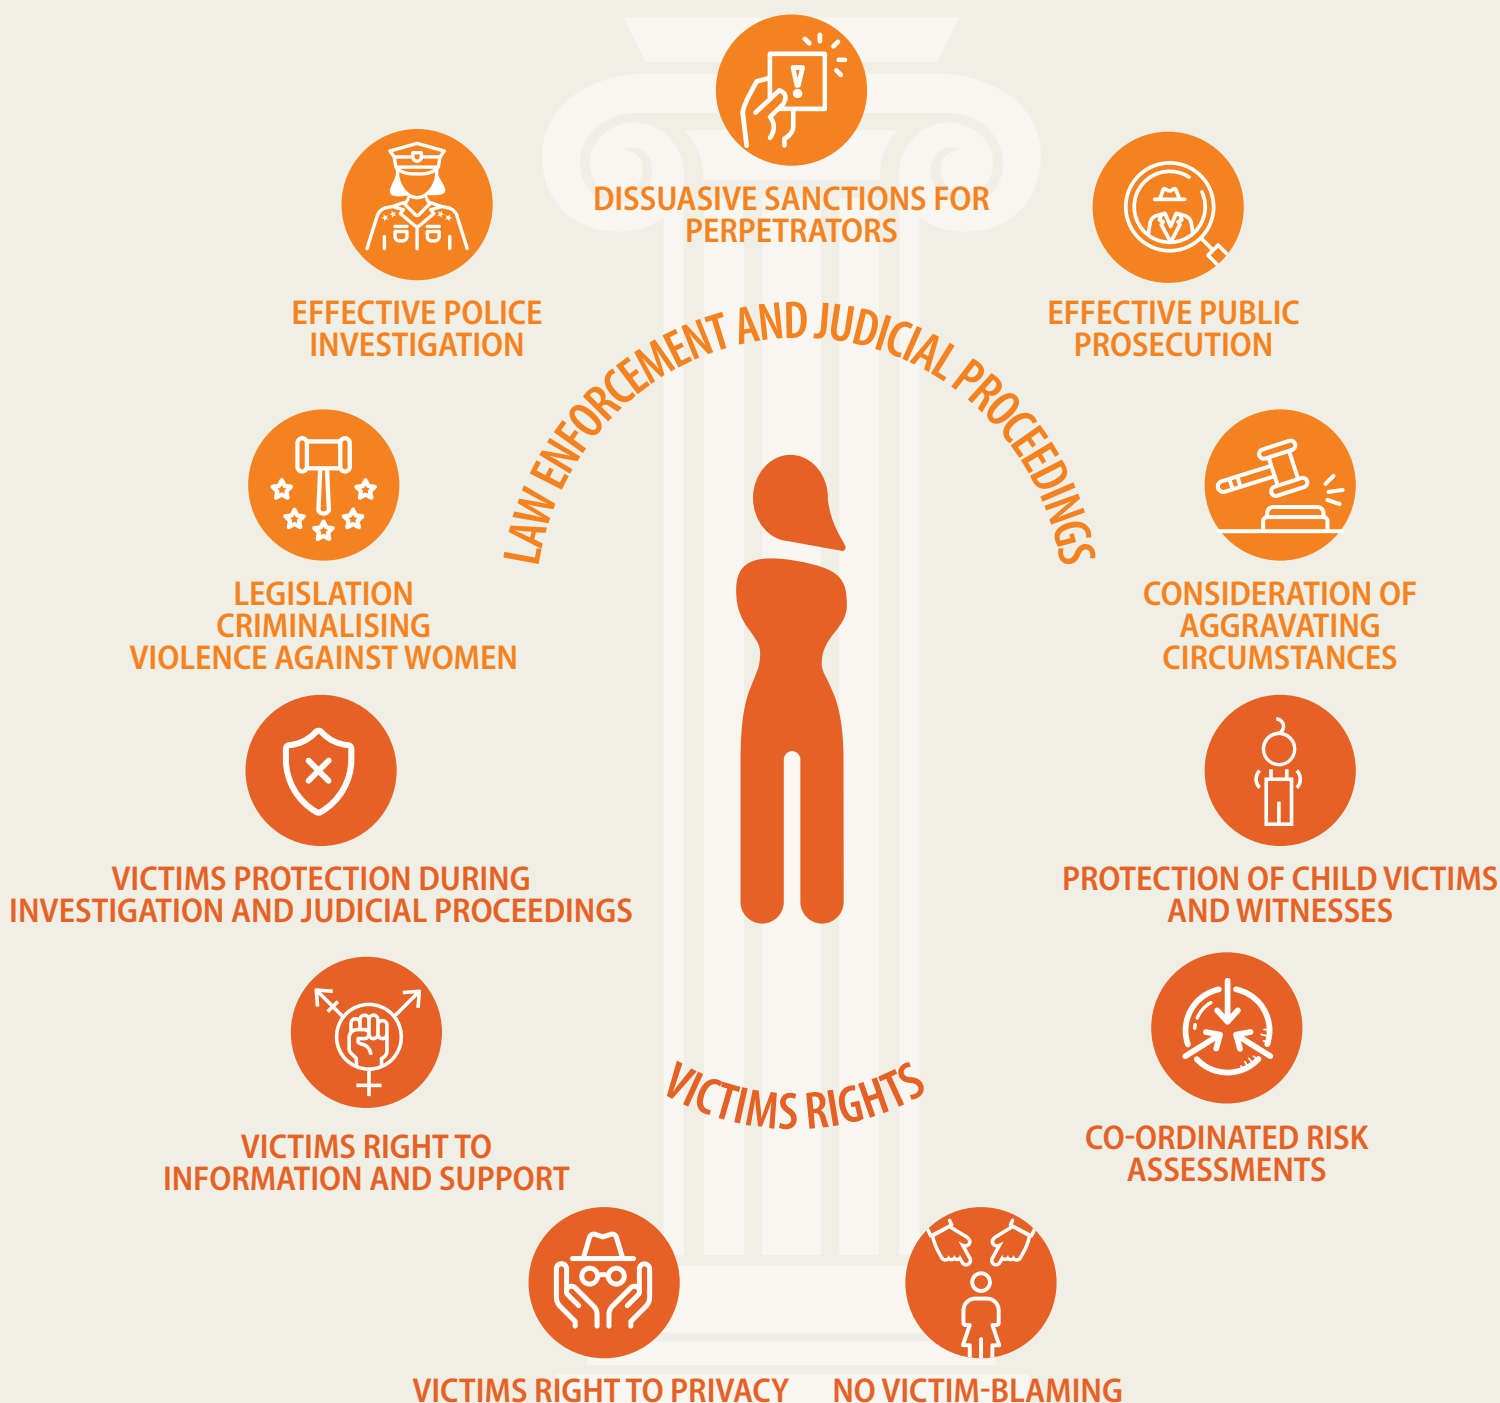 DISSUASIVE SANCTIONS FOR
PERPETRATORS
EFFECTIVE POLICE
INVESTIGATION
EFFECTIVE PUBLIC
PROSECUTION
LAW ENFORCEMENT AND JUDICIAL PROCEEDINGS
LEGISLATION
CRIMINALISING
VIOLENCE AGAINST WOMEN
CONSIDERATION OF
AGGRAVATING
CIRCUMSTANCES
VICTIMS PROTECTION DURING
INVESTIGATION AND JUDICIAL PROCEEDINGS
PROTECTION OF CHILD VICTIMS
AND WITNESSES
VICTIMS RIGHTS
VICTIMS RIGHT TO
INFORMATION AND SUPPORT
CO-ORDINATED RISK
ASSESSMENTS
VICTIMS RIGHT TO PRIVACY
NO VICTIM-BLAMING